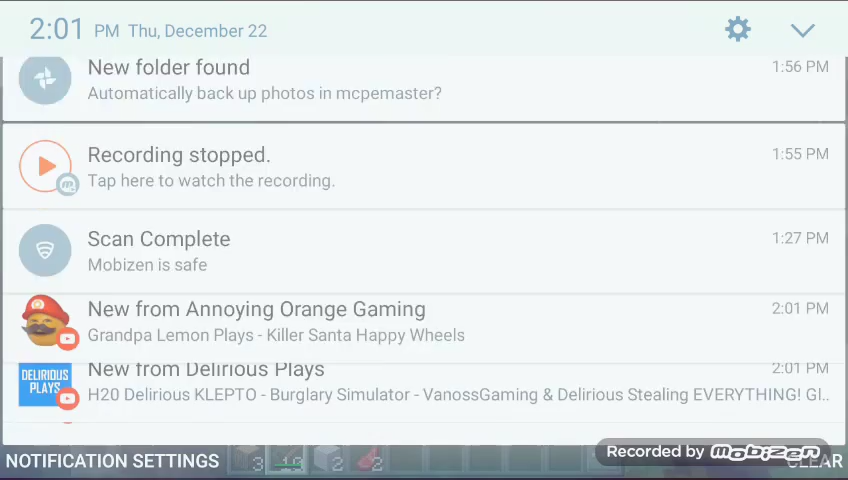 2:01 PM Thu, December 22
New folder found 1:56 PM
Automatically back up photos in mcpemaster?
Recording stopped. 1:55 PM
Tap here to watch the recording.
Scan Complete 1:27 PM
Mobizen is safe
New from Annoying Orange Gaming 2:01 PM
Grandpa Lemon Plays - Killer Santa Happy Wheels
DELIRIOUS
PLAYS
New from Delirious Plays 2:01 PM
H20 Delirious KLEPTO - Burglary Simulator - VanossGaming & Delirious Stealing EVERYTHING! Gl..
3 2 2
Recorded by mobizen
NOTIFICATION SETTINGS CLEAR